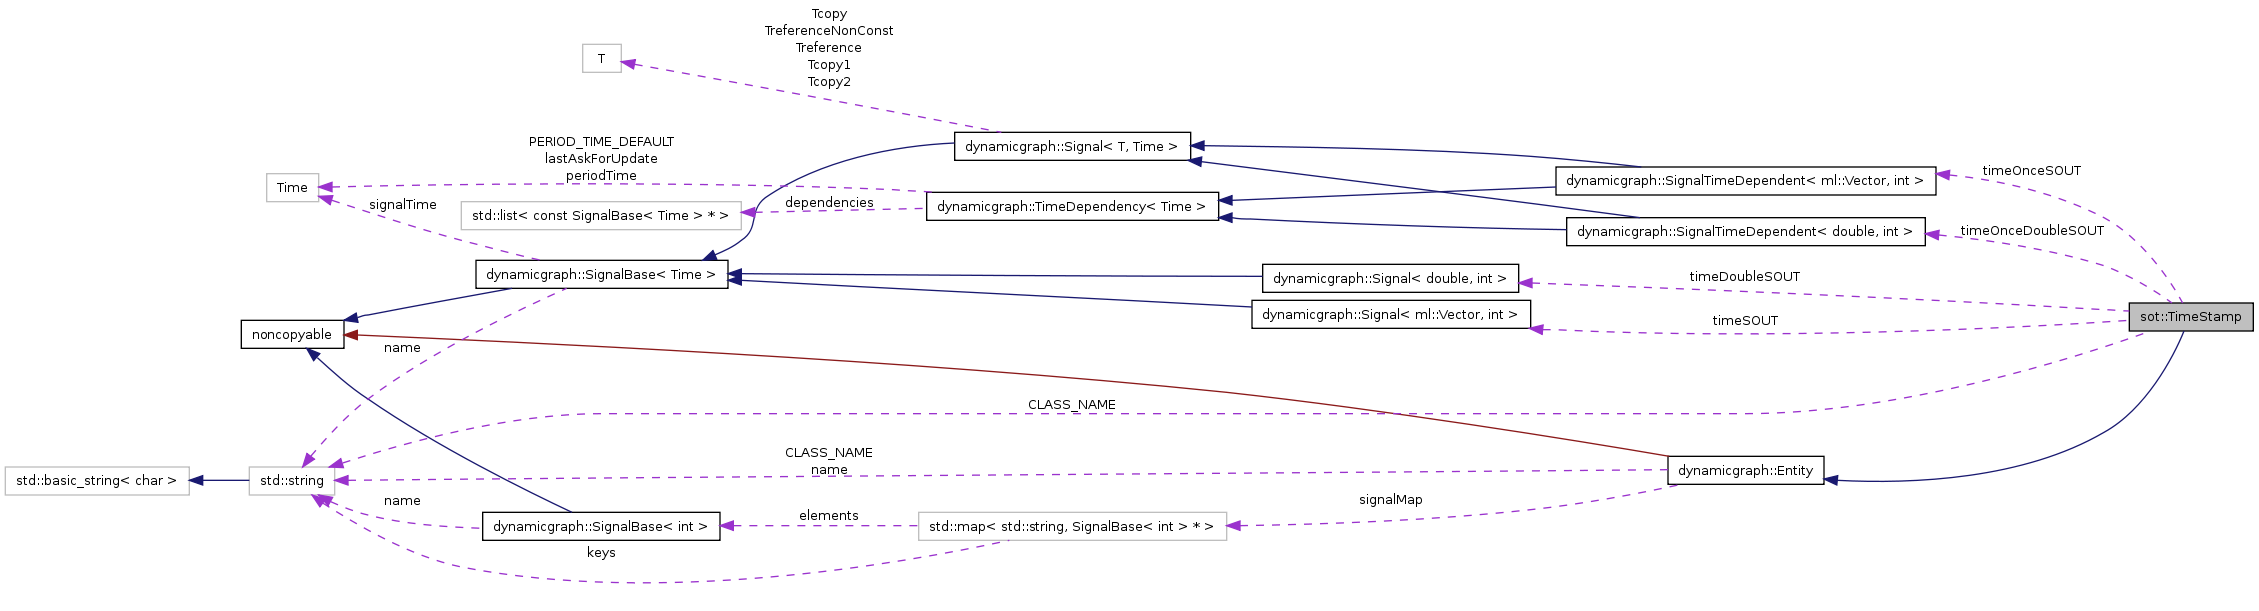 Tcopy
TreferenceNonConst
Treference
Tcopy1
Tcopy2
T
PERIOD_TIME_DEFAULT
lastAskForUpdate
periodTime
dynamicgraph::Signal< T, Time >
timeOnceSOUT
Time
dynamicgraph::SignalTimeDependent< ml::Vector, int >
signalTime
dependencies
std::list< const SignalBase< Time > * >
dynamicgraph::TimeDependency< Time >
dynamicgraph::SignalTimeDependent< double, int >
timeOnceDoubleSOUT
dynamicgraph::SignalBase< Time >
dynamicgraph::Signal< double, int >
timeDoubleSOUT
dynamicgraph::Signal< ml::Vector, int >
timeSOUT
sot::TimeStamp
noncopyable
name
CLASS_NAME
CLASS_NAME
name
std::basic_string< char >
std::string
dynamicgraph::Entity
name
signalMap
dynamicgraph::SignalBase< int >
elements
std::map< std::string, SignalBase< int > * >
keys